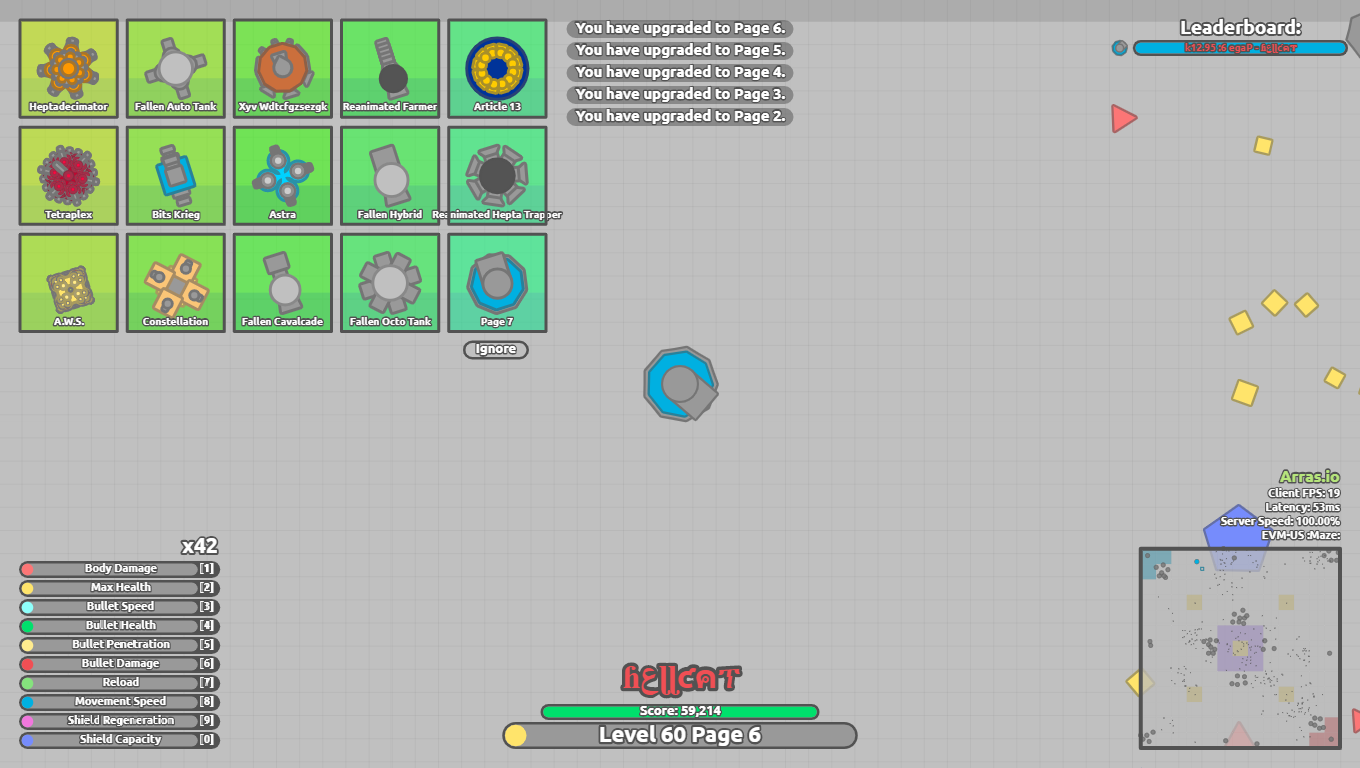 Heptadecimator
Fallen Auto Tank
Xyv Wdtcfgzsezgk
Reanimated Farmer
Article 13
Tetraplex
Bits Krieg
Astra
Fallen Hybrid
Reanimated Hepta Trapper
A.W.S.
Constellation
Fallen Cavalcade
Fallen Octo Tank
Page 7
Ignore
You have upgraded to Page 6.
You have upgraded to Page 5.
You have upgraded to Page 4.
You have upgraded to Page 3.
You have upgraded to Page 2.
Leaderboard:
Arras.io
Client FPS: 19
Latency: 53ms
Server Speed: 100.00%
EVM-US :Maze:
x42
Body Damage [1]
Max Health [2]
Bullet Speed [3]
Bullet Health [4]
Bullet Penetration [5]
Bullet Damage [6]
Reload [7]
Movement Speed [8]
Shield Regeneration [9]
Shield Capacity [0]
Score: 59,214
Level 60 Page 6